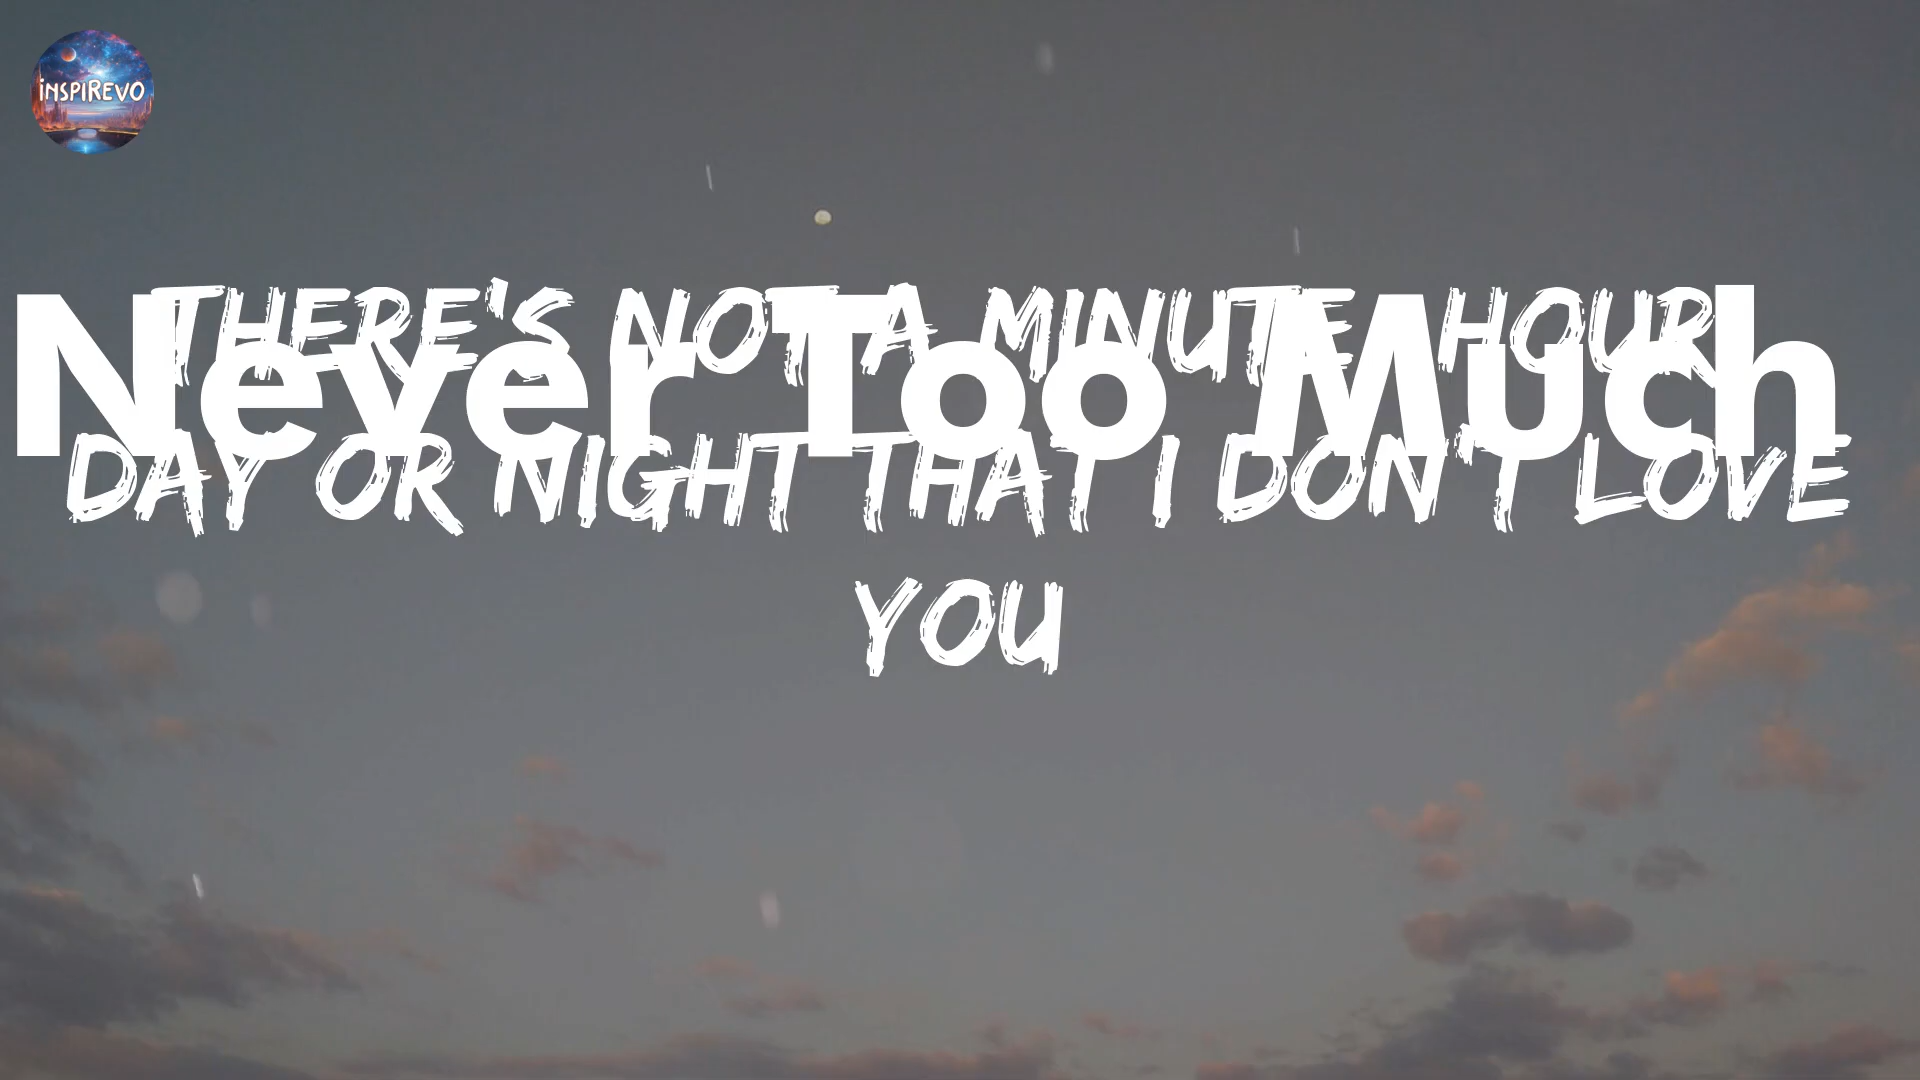 iNSPiREVO
THERE'S NOT A MINUTE, HOUR,
Never Too Much
DAY OR NIGHT THAT I DON'T LOVE
YOU